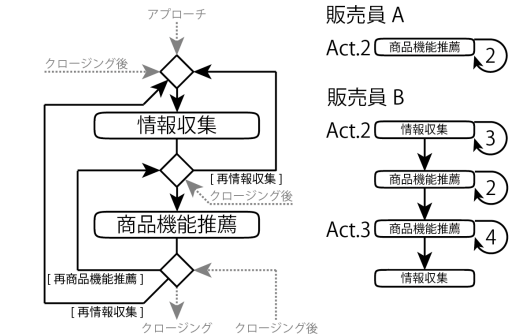 アプローチ
クロージング後
情報収集
[ 再情報収集 ]
クロージング後
商品機能推薦
[ 再商品機能推薦 ]
[ 再情報収集 ]
クロージング
クロージング後
販売員 A
Act.2
商品機能推薦
2
販売員 B
Act.2
情報収集
3
商品機能推薦
2
Act.3
商品機能推薦
4
情報収集